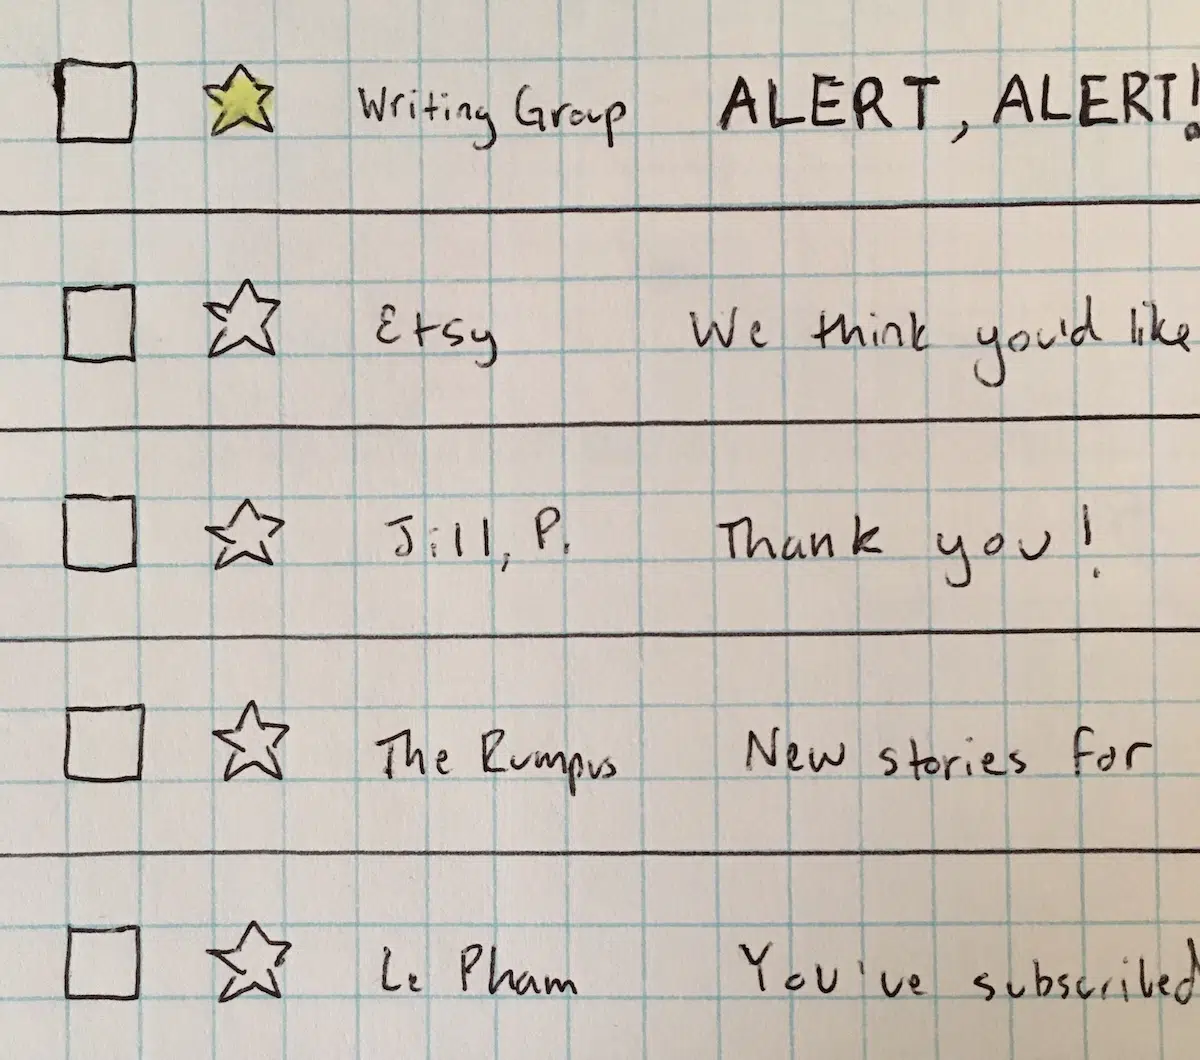 Writing Group ALERT, ALERT!
Etsy We think you'd like
Jill, P. Thank you!
The Rumpus New stories for
Le Pham You've subscribed